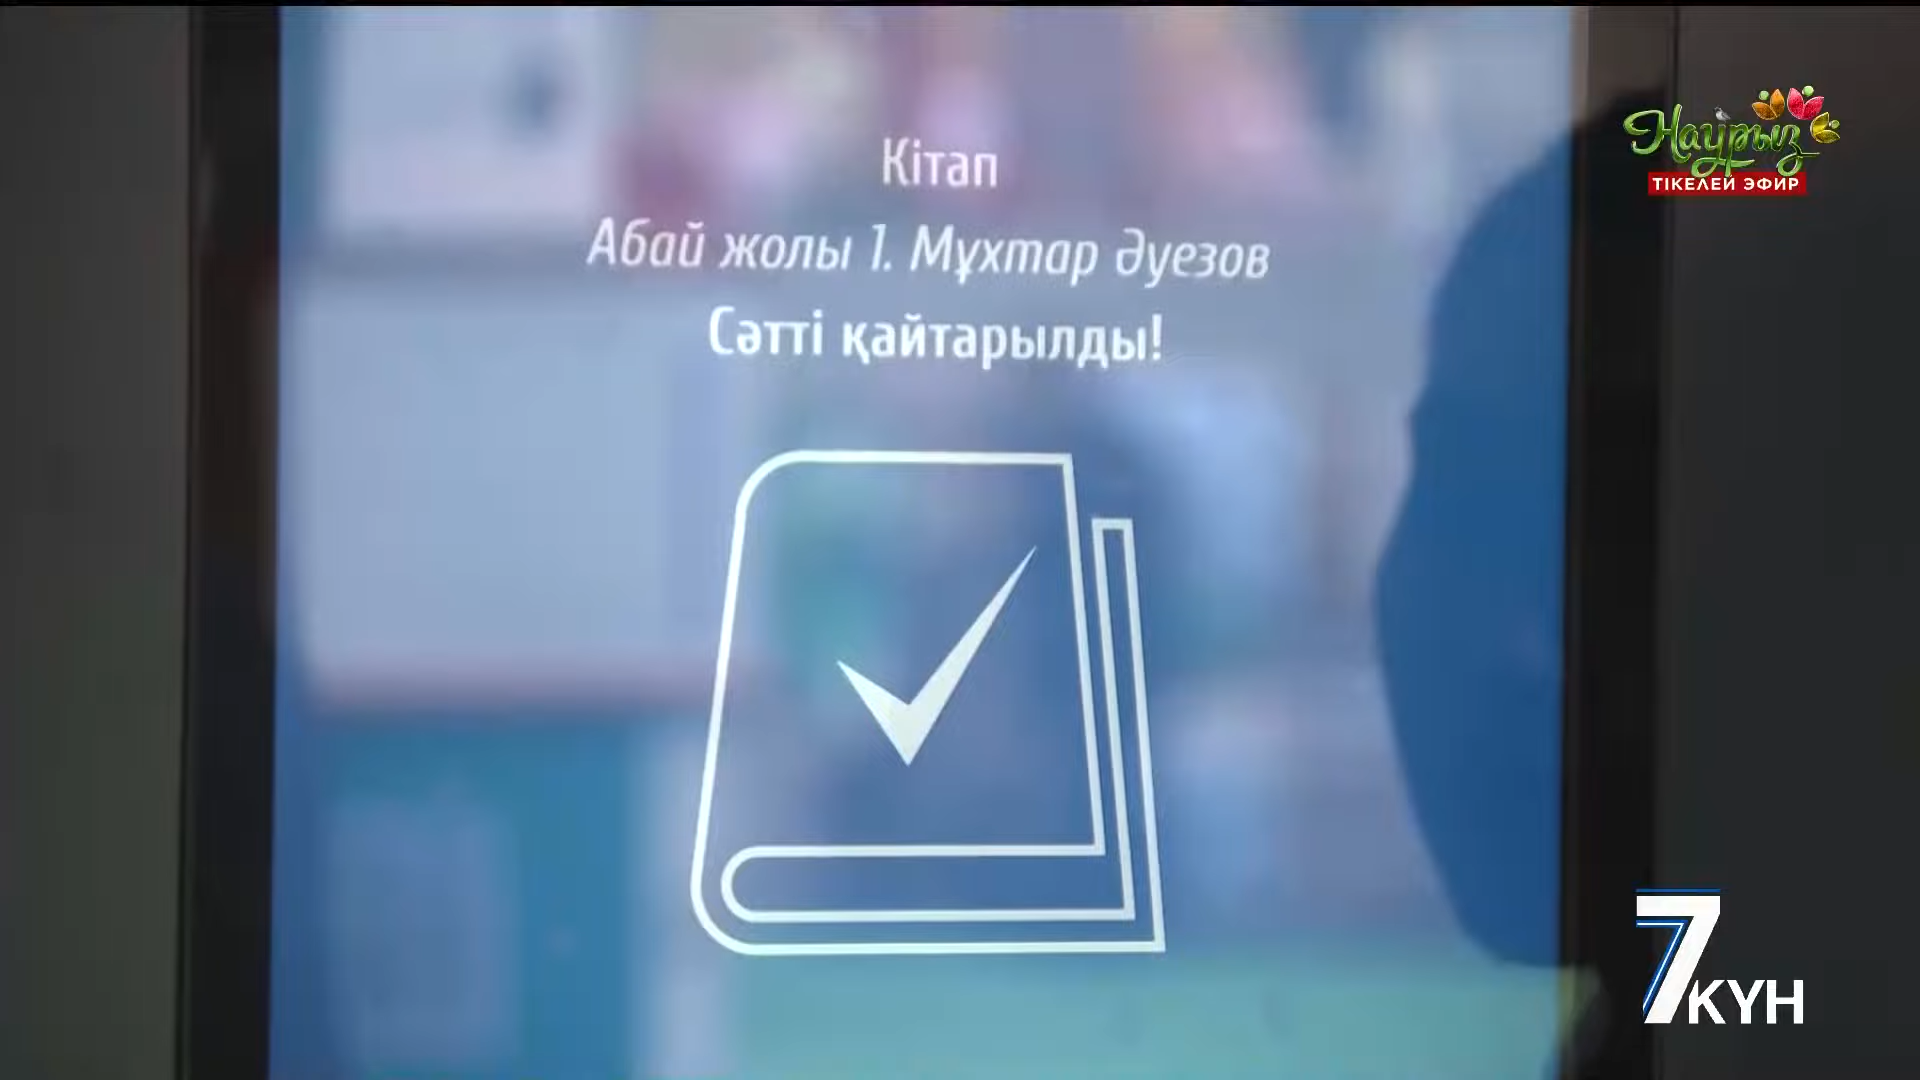 Кітап
Абай жолы 1. Мұхтар Әуезов
Сәтті қайтарылды!
Наурыз
ТІКЕЛЕЙ ЭФИР
7 КҮН